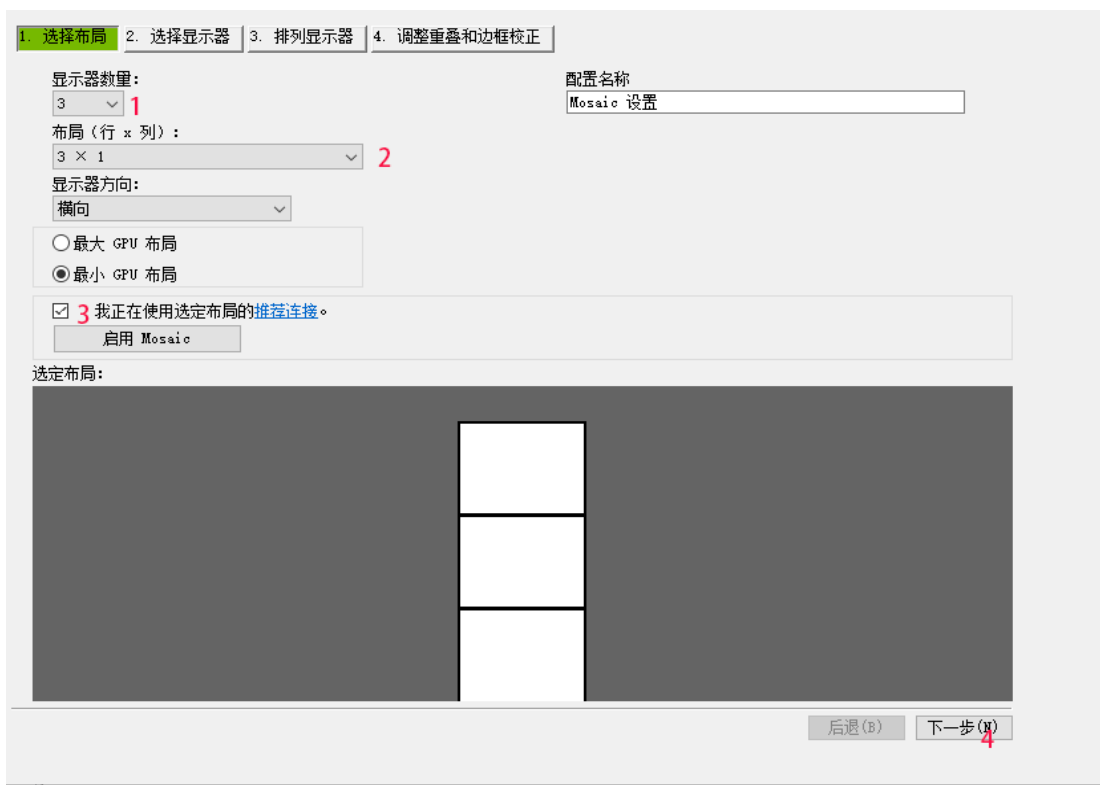 1. 选择布局 2. 选择显示器 3. 排列显示器 4. 调整重叠和边框校正
显示器数量: 配置名称
3 1 Mosaic 设置
布局（行 x 列）:
3 × 1 2
显示器方向:
横向
最大 GPU 布局
最小 GPU 布局
3 我正在使用选定布局的推荐连接。
启用 Mosaic
选定布局:
后退(B) 下一步(N)
4